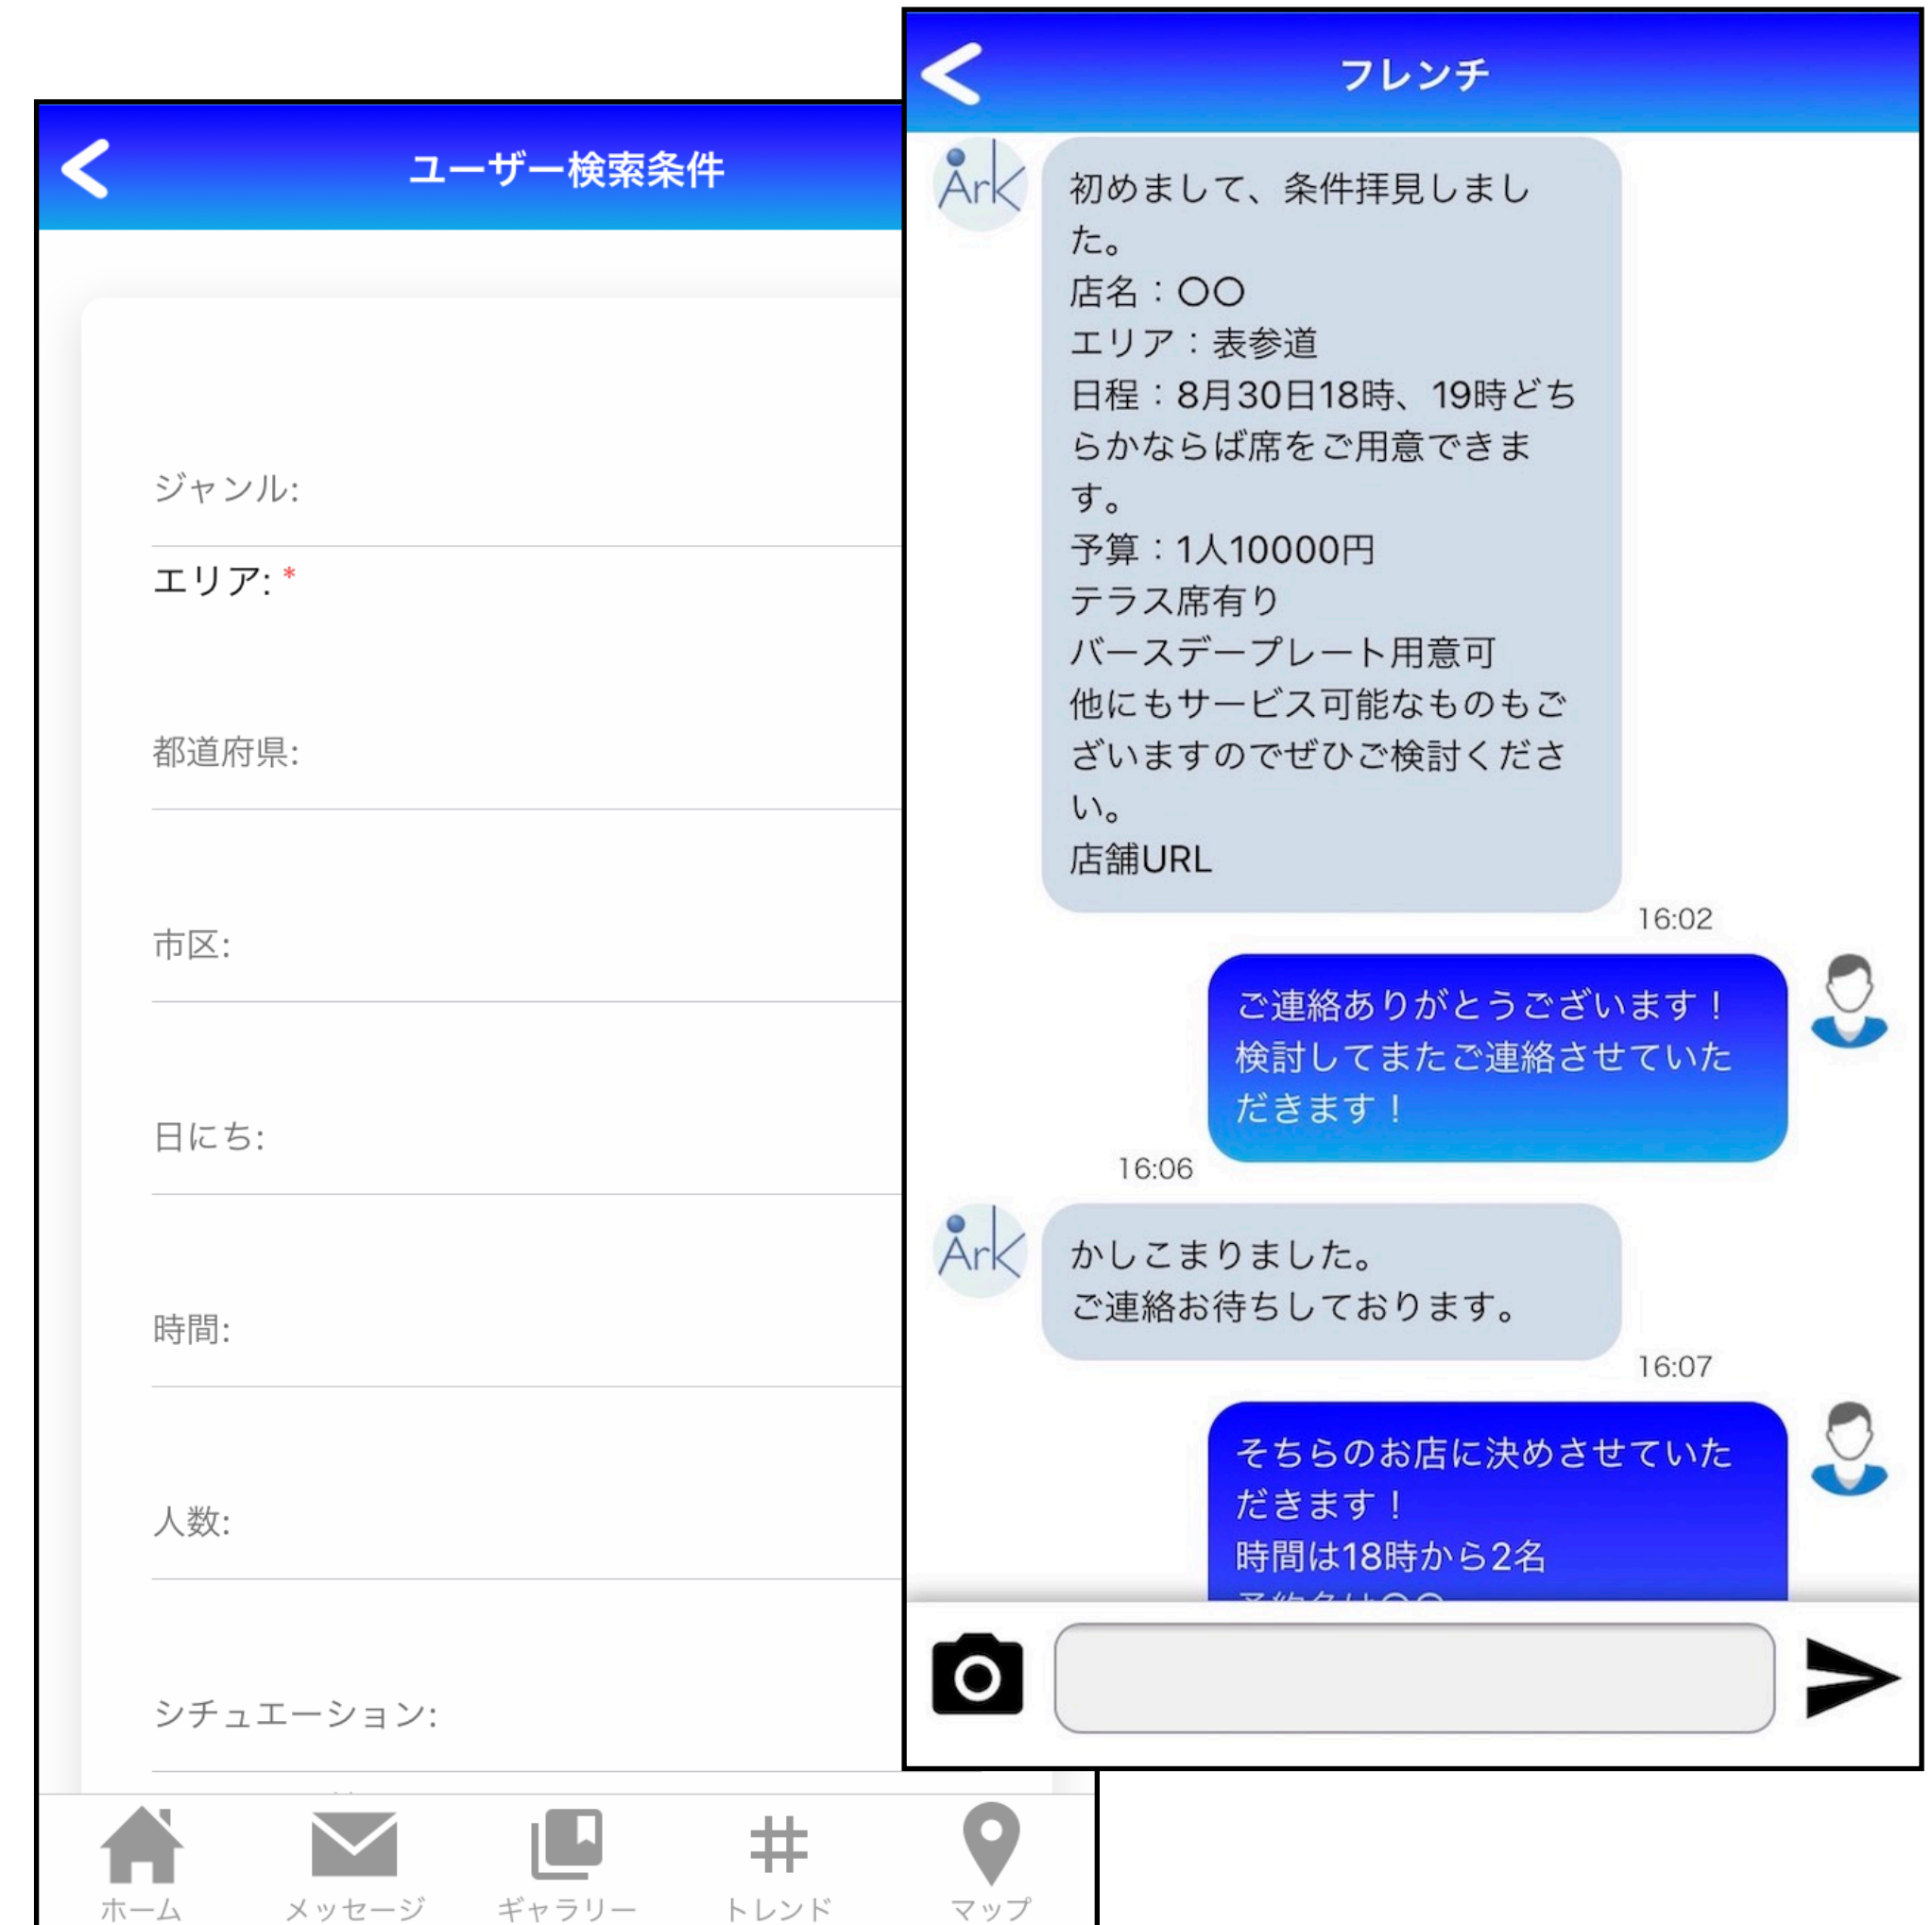 ユーザー検索条件
ジャンル:
エリア: *
都道府県:
市区:
日にち:
時間:
人数:
シチュエーション:
ホーム
メッセージ
ギャラリー
トレンド
マップ
フレンチ
Ark
初めまして、条件拝見しまし
た。
店名：〇〇
エリア：表参道
日程：8月30日18時、19時どち
らかならば席をご用意できま
す。
予算：1人10000円
テラス席有り
バースデープレート用意可
他にもサービス可能なものもご
ざいますのでぜひご検討くださ
い。
店舗URL
16:02
ご連絡ありがとうございます！
検討してまたご連絡させていた
だきます！
16:06
Ark
かしこまりました。
ご連絡お待ちしております。
16:07
そちらのお店に決めさせていた
だきます！
時間は18時から2名
予約名は〇〇